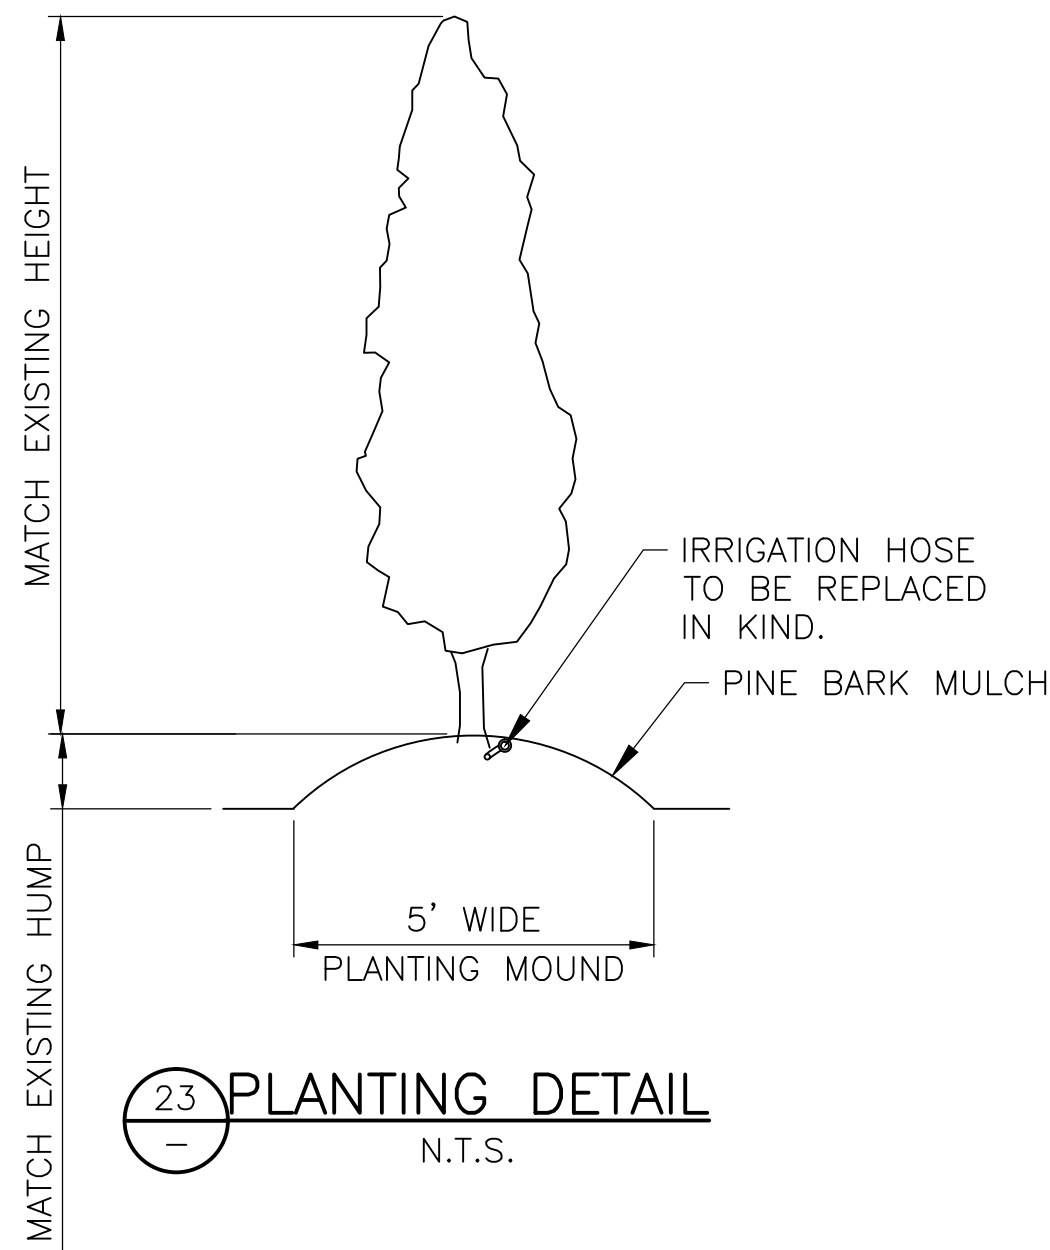 MATCH EXISTING HEIGHT
IRRIGATION HOSE
TO BE REPLACED
IN KIND.
PINE BARK MULCH
MATCH EXISTING HUMP
5' WIDE
PLANTING MOUND
23
–
PLANTING DETAIL
N.T.S.